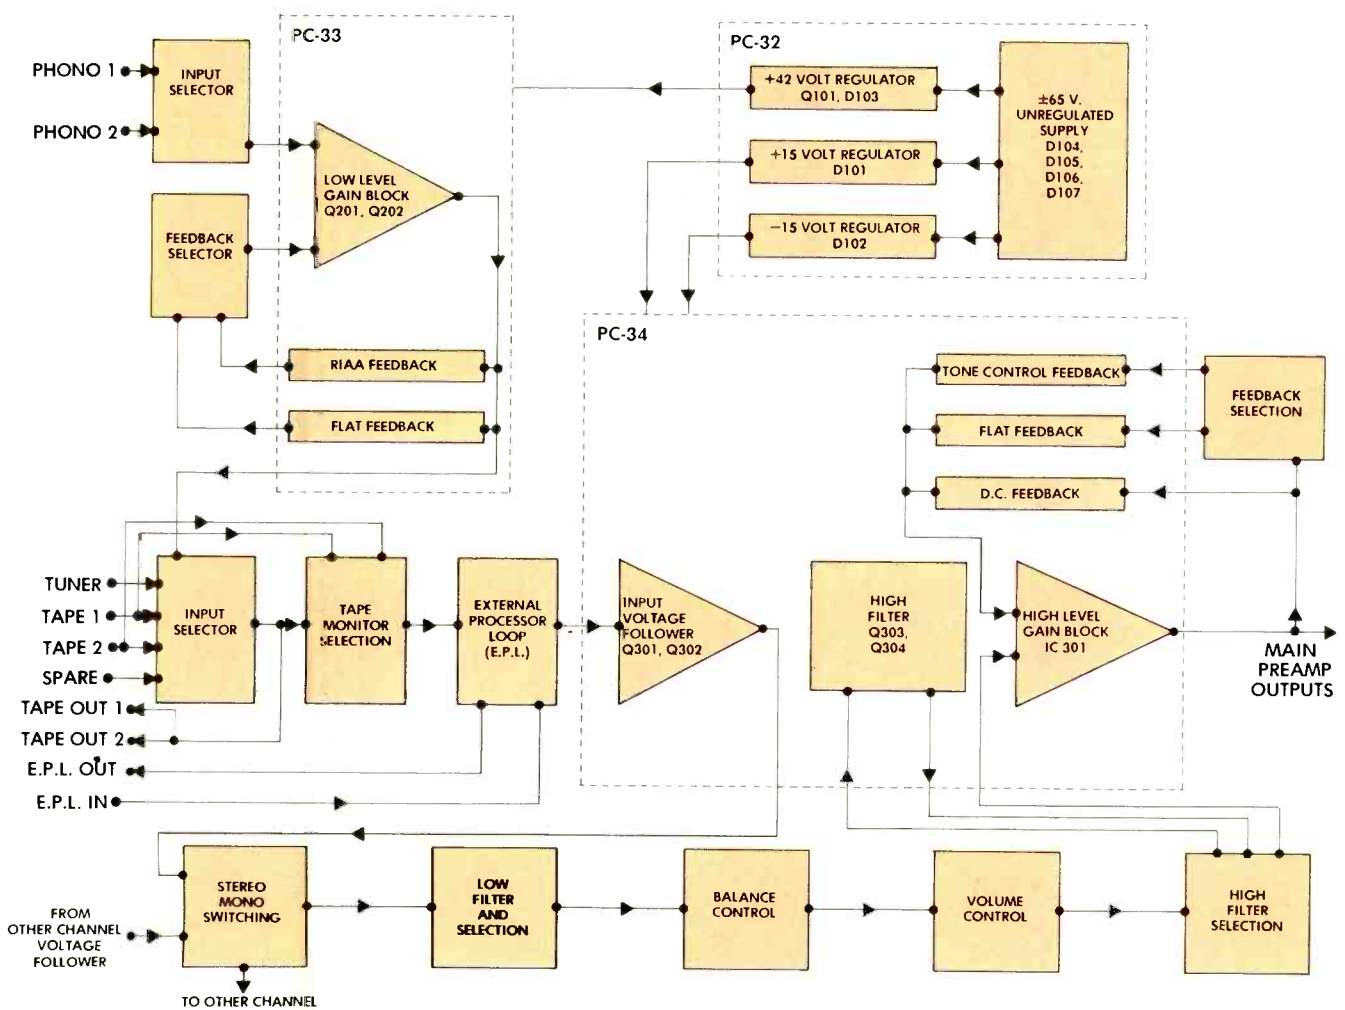 PC-33
PC-32
PHONO 1
PHONO 2
INPUT
SELECTOR
LOW LEVEL
GAIN BLOCK
Q201, Q202
FEEDBACK
SELECTOR
RIAA FEEDBACK
FLAT FEEDBACK
+42 VOLT REGULATOR
Q101, D103
+15 VOLT REGULATOR
D101
−15 VOLT REGULATOR
D102
±65 V.
UNREGULATED
SUPPLY
D104,
D105,
D106,
D107
PC-34
TONE CONTROL FEEDBACK
FLAT FEEDBACK
D.C. FEEDBACK
FEEDBACK
SELECTION
TUNER
TAPE 1
TAPE 2
SPARE
TAPE OUT 1
TAPE OUT 2
E.P.L. OUT
E.P.L. IN
INPUT
SELECTOR
TAPE
MONITOR
SELECTION
EXTERNAL
PROCESSOR
LOOP
(E.P.L.)
INPUT
VOLTAGE
FOLLOWER
Q301, Q302
HIGH
FILTER
Q303,
Q304
HIGH LEVEL
GAIN BLOCK
IC 301
MAIN
PREAMP
OUTPUTS
FROM
OTHER CHANNEL
VOLTAGE
FOLLOWER
STEREO
MONO
SWITCHING
TO OTHER CHANNEL
LOW
FILTER
AND
SELECTION
BALANCE
CONTROL
VOLUME
CONTROL
HIGH
FILTER
SELECTION